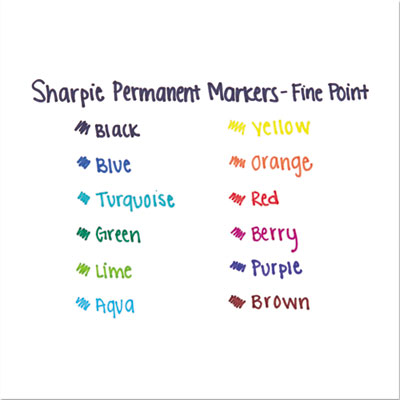 Sharpie Permanent Markers - Fine Point
Black
Blue
Turquoise
Green
Lime
Aqua
Yellow
Orange
Red
Berry
Purple
Brown